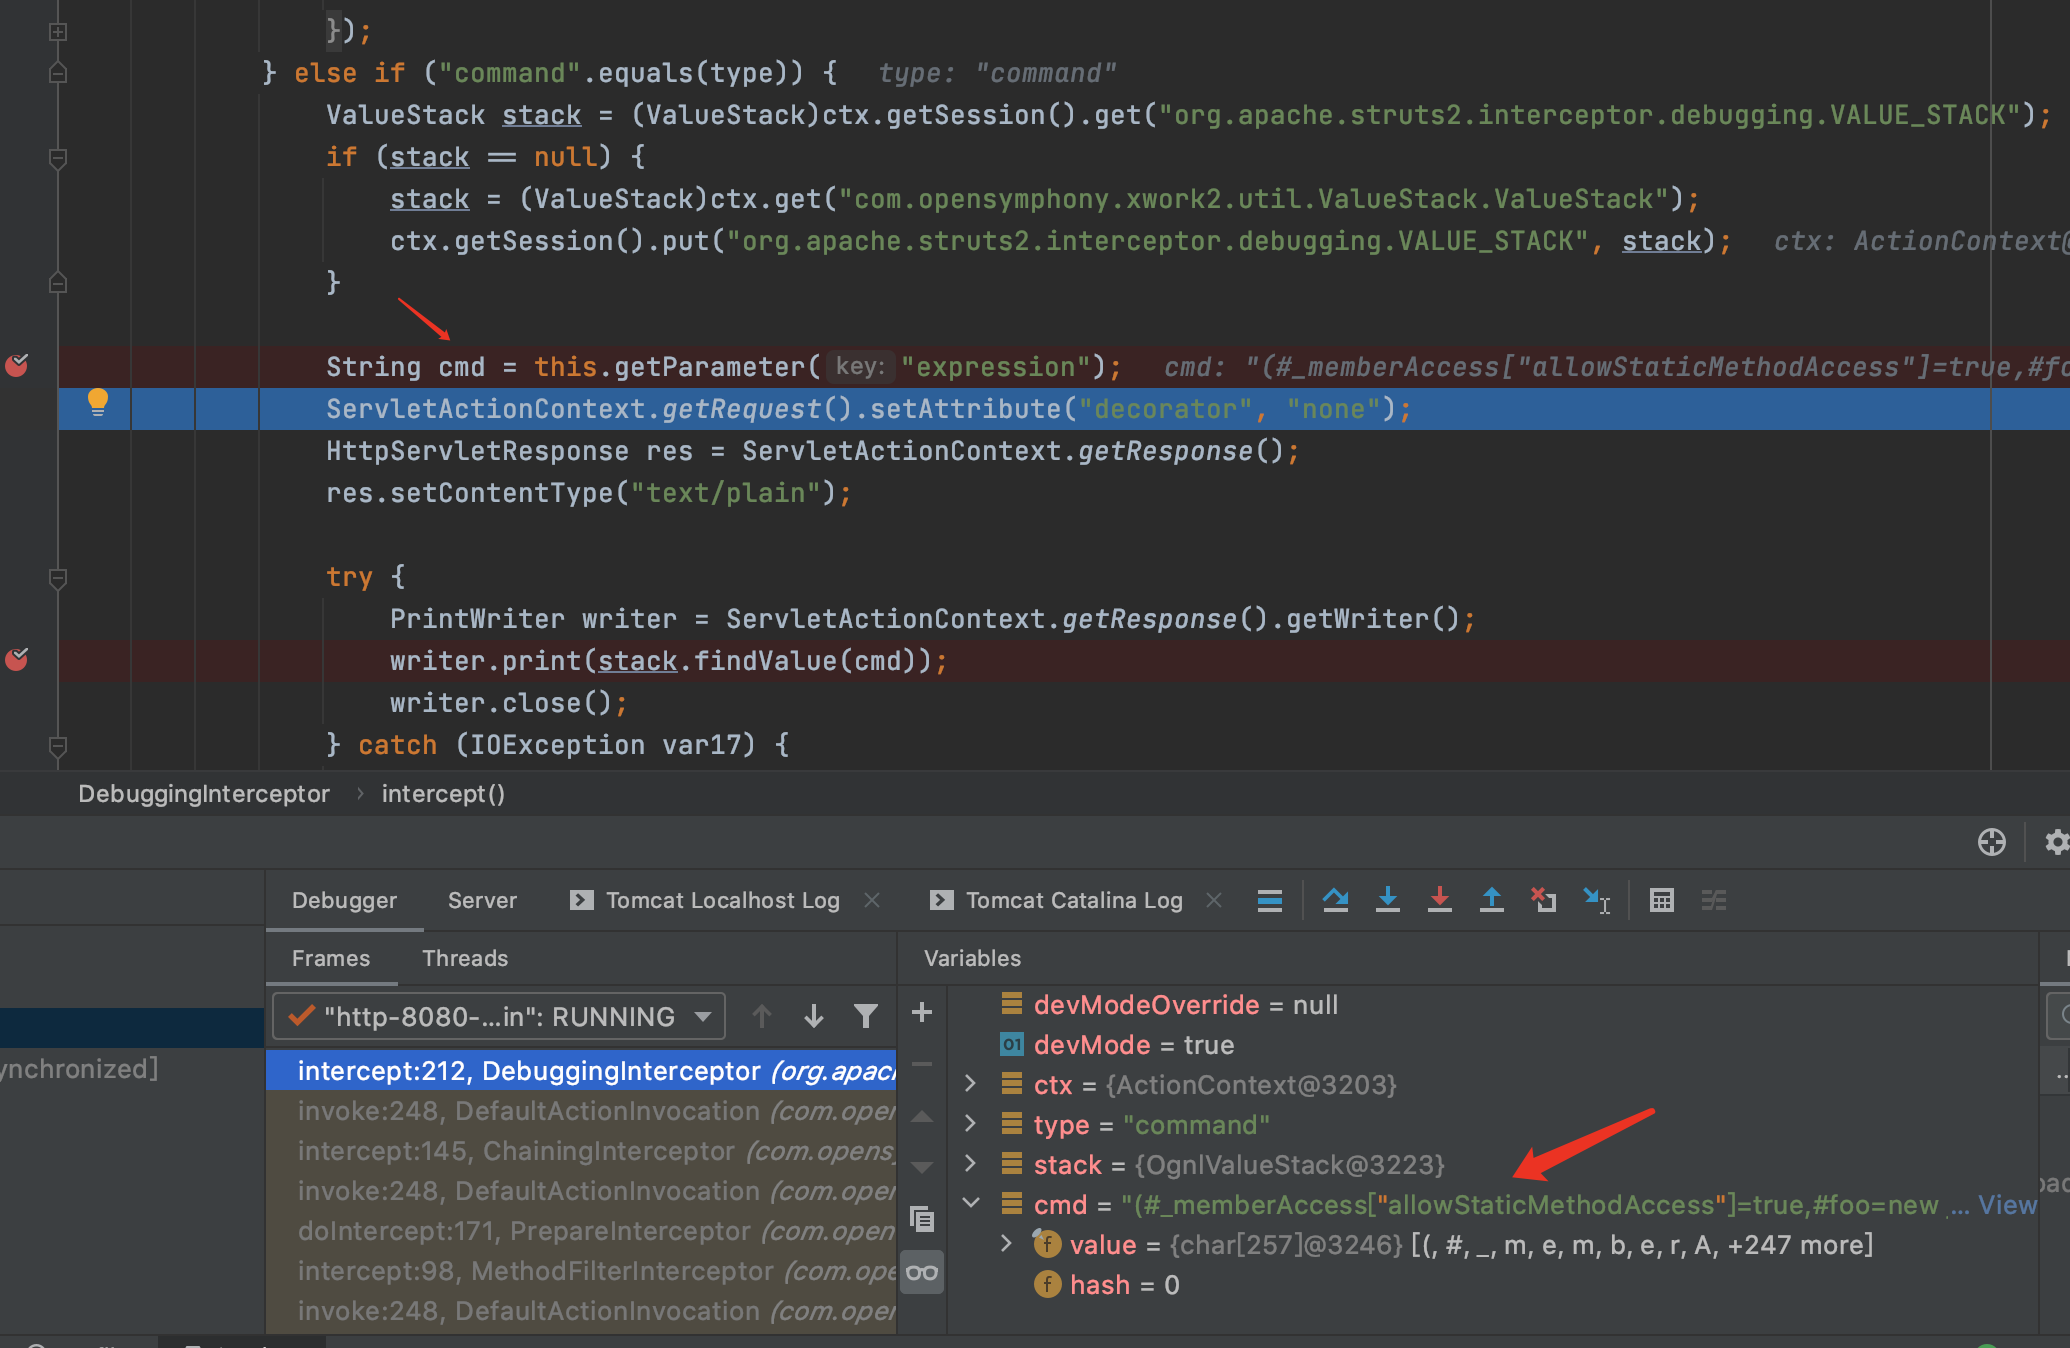 });
} else if ("command".equals(type)) { type: "command"
ValueStack stack = (ValueStack)ctx.getSession().get("org.apache.struts2.interceptor.debugging.VALUE_STACK");
if (stack == null) {
stack = (ValueStack)ctx.get("com.opensymphony.xwork2.util.ValueStack.ValueStack");
ctx.getSession().put("org.apache.struts2.interceptor.debugging.VALUE_STACK", stack); ctx: ActionContext@
}
String cmd = this.getParameter( key: "expression"); cmd: "(#_memberAccess["allowStaticMethodAccess"]=true,#fo
ServletActionContext.getRequest().setAttribute("decorator", "none");
HttpServletResponse res = ServletActionContext.getResponse();
res.setContentType("text/plain");
try {
PrintWriter writer = ServletActionContext.getResponse().getWriter();
writer.print(stack.findValue(cmd));
writer.close();
} catch (IOException var17) {
DebuggingInterceptor › intercept()
Debugger Server Tomcat Localhost Log Tomcat Catalina Log
Frames Threads Variables
"http-8080-...in": RUNNING
ynchronized]
intercept:212, DebuggingInterceptor (org.apac
invoke:248, DefaultActionInvocation (com.open
intercept:145, ChainingInterceptor (com.opens
invoke:248, DefaultActionInvocation (com.open
doIntercept:171, PrepareInterceptor (com.open
intercept:98, MethodFilterInterceptor (com.ope
invoke:248, DefaultActionInvocation (com.open
devModeOverride = null
01 devMode = true
ctx = {ActionContext@3203}
type = "command"
stack = {OgnlValueStack@3223}
cmd = "(#_memberAccess["allowStaticMethodAccess"]=true,#foo=new ... View
f value = {char[257]@3246} [(, #, _, m, e, m, b, e, r, A, +247 more]
f hash = 0